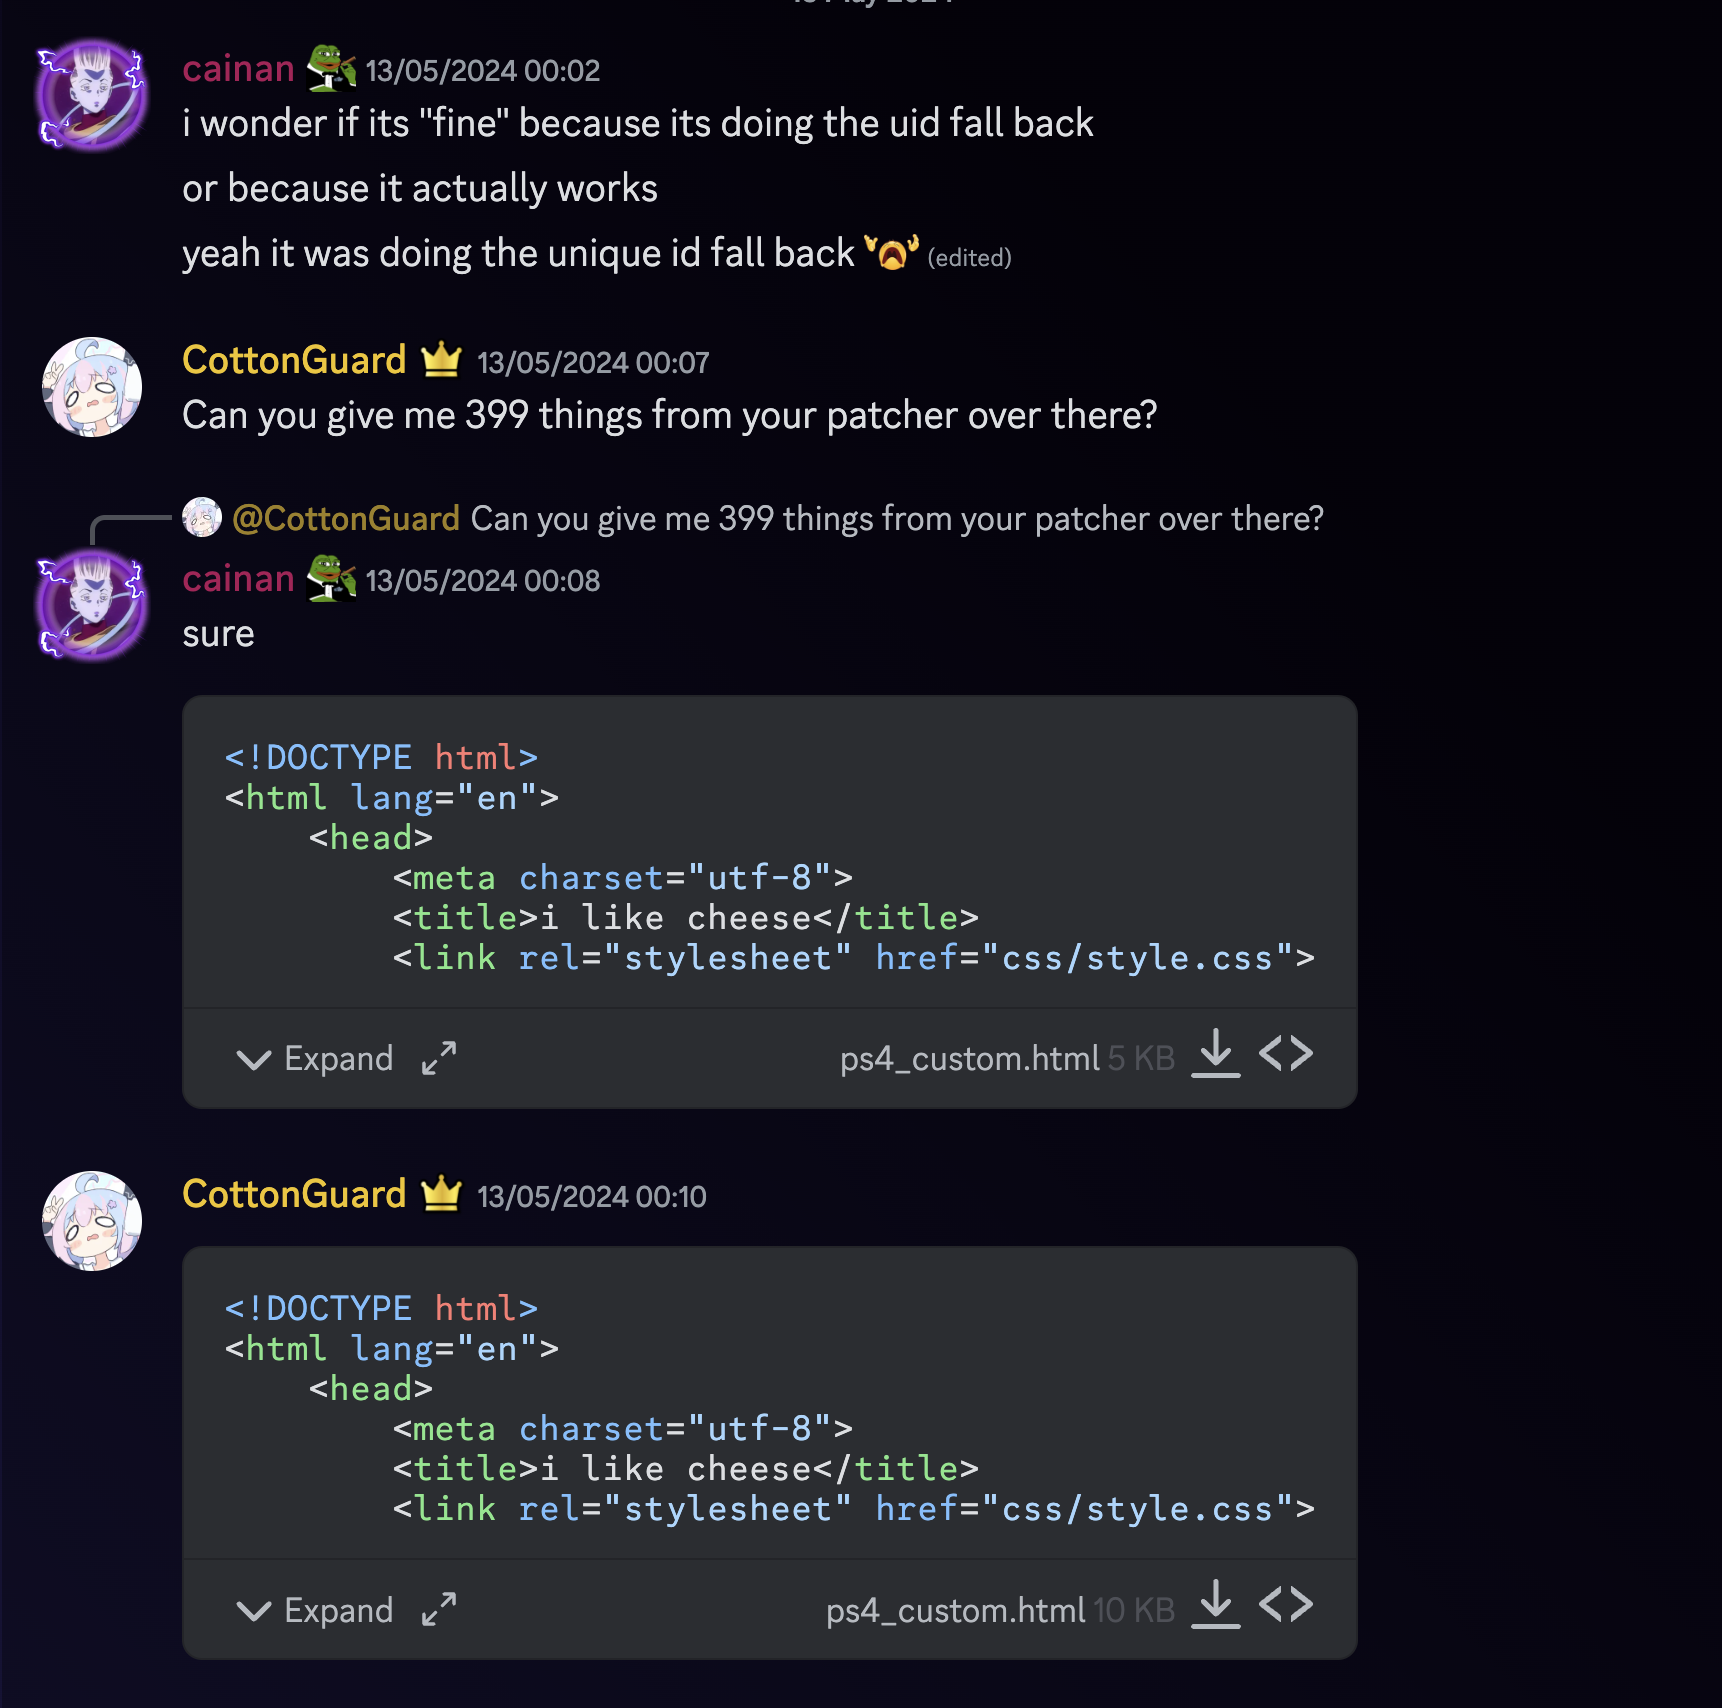 cainan 13/05/2024 00:02
i wonder if its "fine" because its doing the uid fall back
or because it actually works
yeah it was doing the unique id fall back (edited)
CottonGuard 13/05/2024 00:07
Can you give me 399 things from your patcher over there?
@CottonGuard Can you give me 399 things from your patcher over there?
cainan 13/05/2024 00:08
sure
<!DOCTYPE html>
<html lang="en">
<head>
<meta charset="utf-8">
<title>i like cheese</title>
<link rel="stylesheet" href="css/style.css">
Expand ps4_custom.html 5 KB
CottonGuard 13/05/2024 00:10
<!DOCTYPE html>
<html lang="en">
<head>
<meta charset="utf-8">
<title>i like cheese</title>
<link rel="stylesheet" href="css/style.css">
Expand ps4_custom.html 10 KB